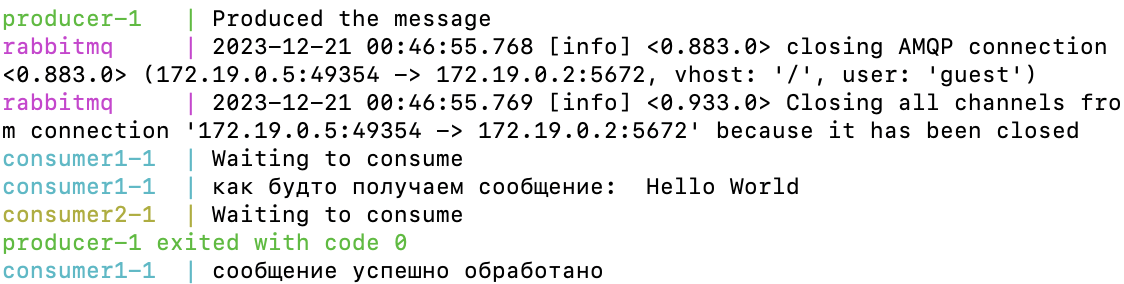 producer-1   | Produced the message
rabbitmq     | 2023-12-21 00:46:55.768 [info] <0.883.0> closing AMQP connection
<0.883.0> (172.19.0.5:49354 -> 172.19.0.2:5672, vhost: '/', user: 'guest')
rabbitmq     | 2023-12-21 00:46:55.769 [info] <0.933.0> Closing all channels fro
m connection '172.19.0.5:49354 -> 172.19.0.2:5672' because it has been closed
consumer1-1  | Waiting to consume
consumer1-1  | как будто получаем сообщение:  Hello World
consumer2-1  | Waiting to consume
producer-1 exited with code 0
consumer1-1  | сообщение успешно обработано